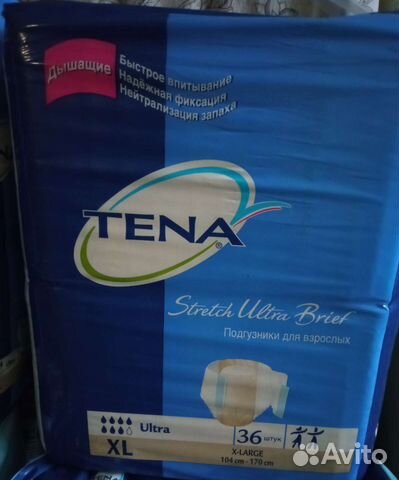 Дышащие
Быстрое впитывание
Надёжная фиксация
Нейтрализация запаха
TENA®
Stretch Ultra Brief
Подгузники для взрослых
Ultra
XL
36 штук
X-LARGE
104 cm - 170 cm
Avito